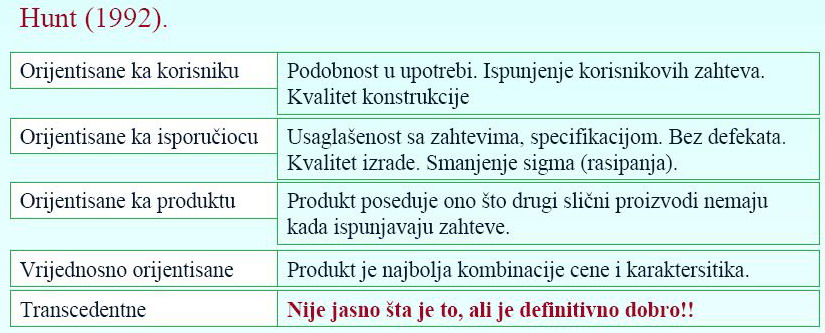 Hunt (1992).
Orijentisane ka korisniku
Podobnost u upotrebi. Ispunjenje korisnikovih zahteva.
Kvalitet konstrukcije
Orijentisane ka isporučiocu
Usaglašenost sa zahtevima, specifikacijom. Bez defekata.
Kvalitet izrade. Smanjenje sigma (rasipanja).
Orijentisane ka produktu
Produkt poseduje ono što drugi slični proizvodi nemaju
kada ispunjavaju zahteve.
Vrijednosno orijentisane
Produkt je najbolja kombinacije cene i karaktersitika.
Transcedentne
Nije jasno šta je to, ali je definitivno dobro!!